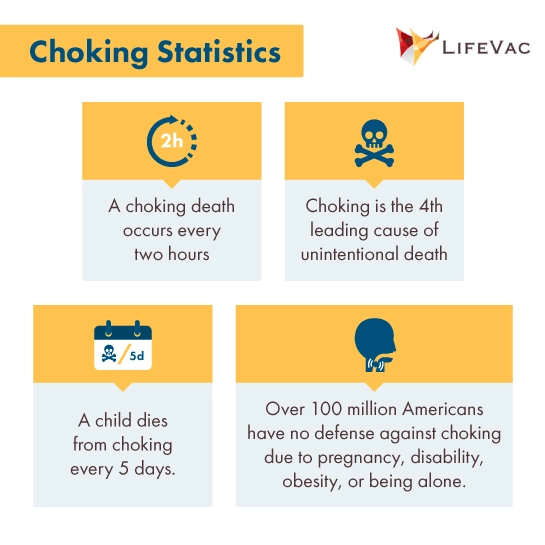 Choking Statistics
LIFEVAC
2h
A choking death
occurs every
two hours
Choking is the 4th
leading cause of
unintentional death
/5d
A child dies
from choking
every 5 days.
Over 100 million Americans
have no defense against choking
due to pregnancy, disability,
obesity, or being alone.